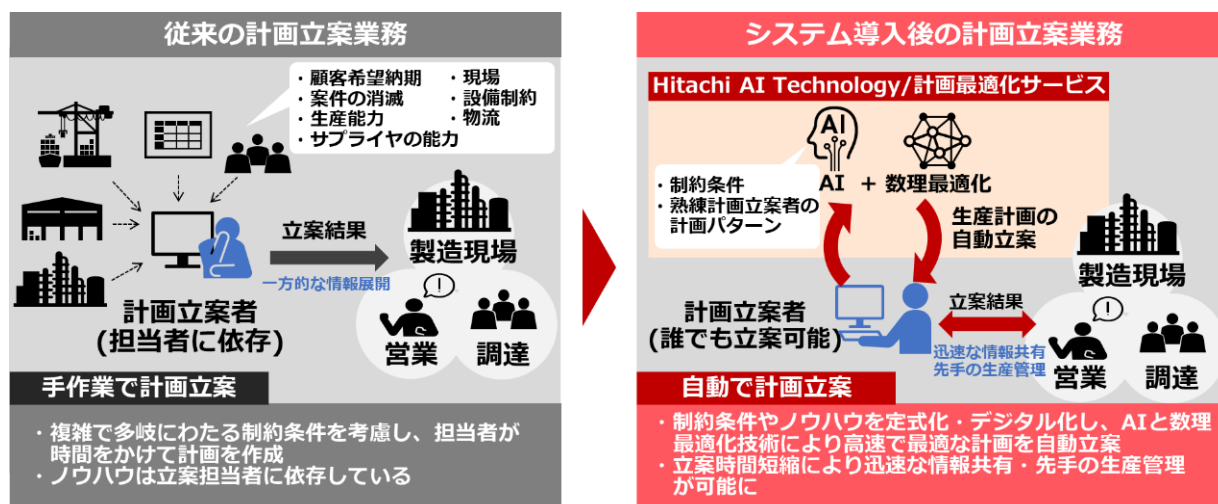 従来の計画立案業務
・顧客希望納期
・案件の消滅
・生産能力
・サプライヤの能力
・現場
・設備制約
・物流
立案結果
一方的な情報展開
製造現場
営業
調達
計画立案者
(担当者に依存)
手作業で計画立案
・複雑で多岐にわたる制約条件を考慮し、担当者が
時間をかけて計画を作成
・ノウハウは立案担当者に依存している
システム導入後の計画立案業務
Hitachi AI Technology/計画最適化サービス
AI
AI + 数理最適化
・制約条件
・熟練計画立案者の
計画パターン
生産計画の
自動立案
製造現場
計画立案者
(誰でも立案可能)
立案結果
迅速な情報共有
先手の生産管理
営業
調達
自動で計画立案
・制約条件やノウハウを定式化・デジタル化し、AIと数理
最適化技術により高速で最適な計画を自動立案
・立案時間短縮により迅速な情報共有・先手の生産管理
が可能に